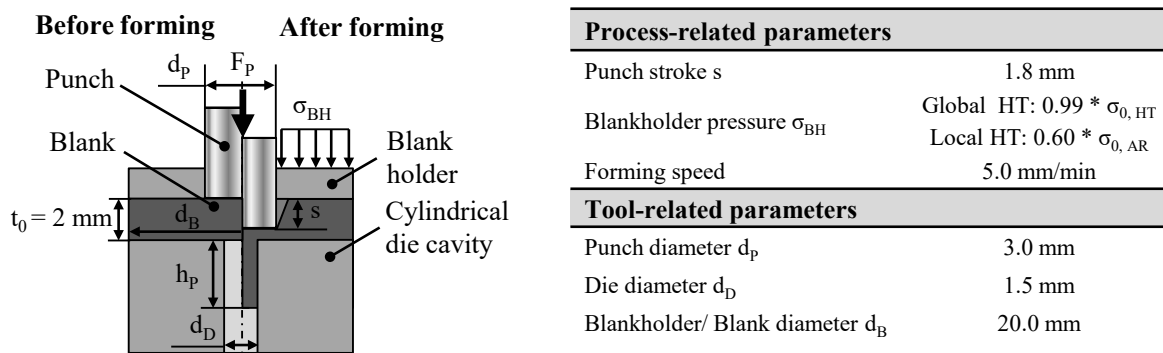 Before forming
After forming
d_P
F_P
Punch
σ_BH
Blank
Blank
holder
t_0 = 2 mm
d_B
s
Cylindrical
die cavity
h_P
d_D
Process-related parameters
Punch stroke s 1.8 mm
Blankholder pressure σ_BH Global HT: 0.99 * σ_0, HT
Local HT: 0.60 * σ_0, AR
Forming speed 5.0 mm/min
Tool-related parameters
Punch diameter d_P 3.0 mm
Die diameter d_D 1.5 mm
Blankholder/ Blank diameter d_B 20.0 mm